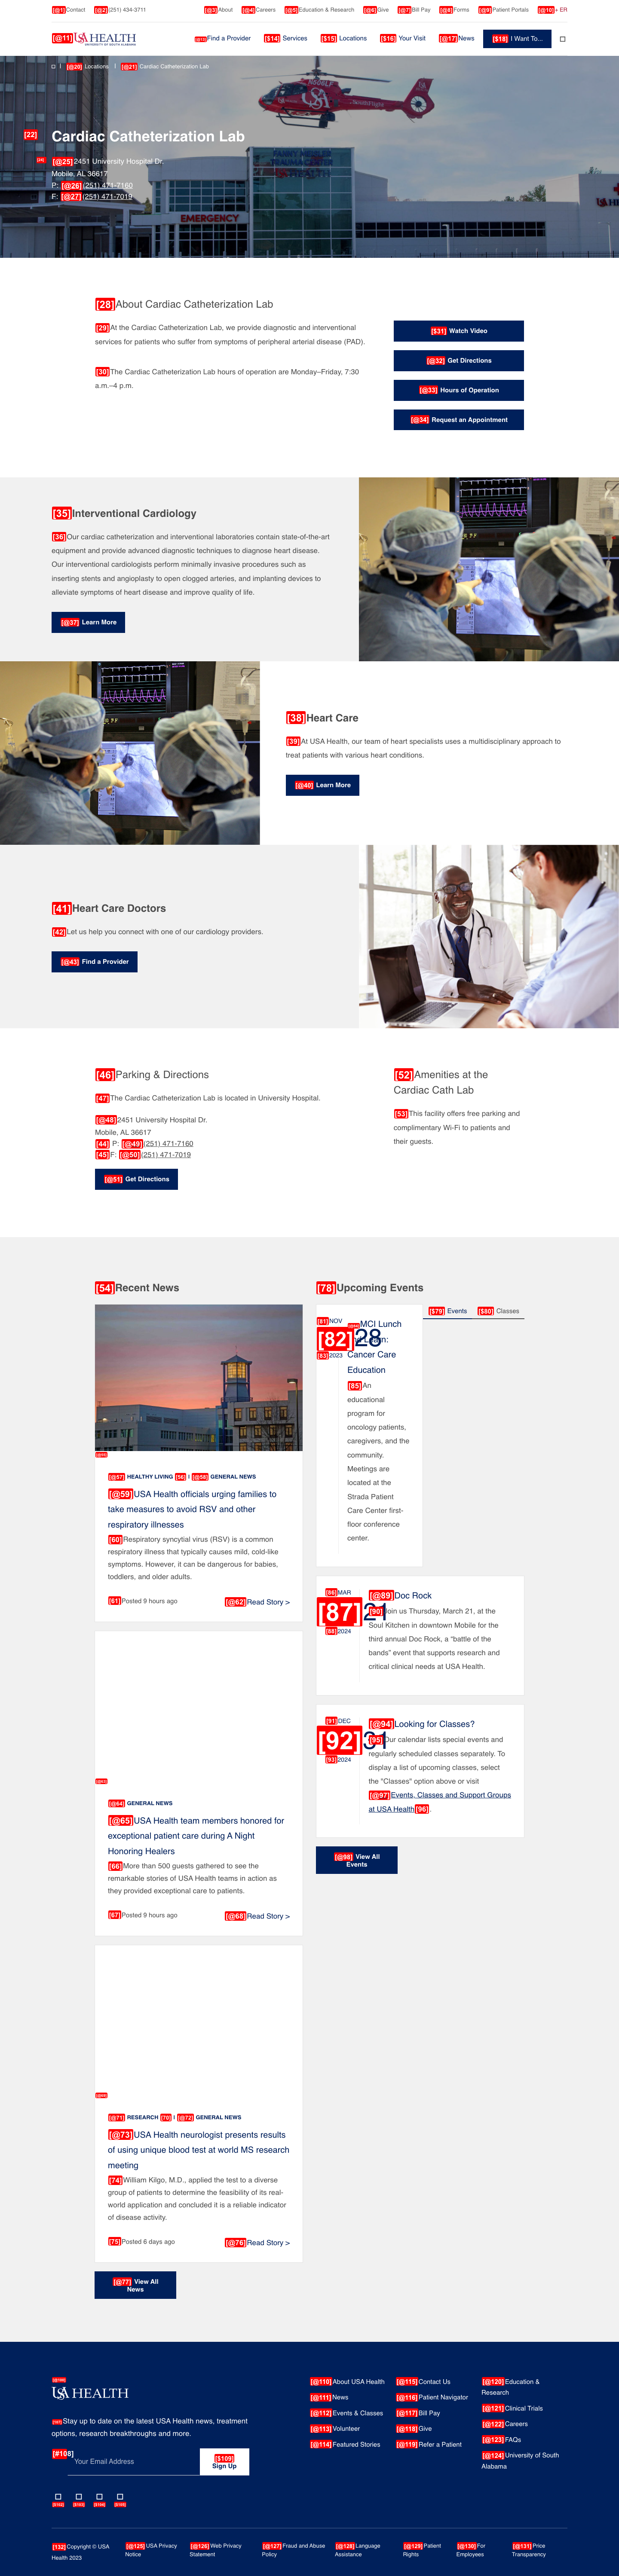 [@1]Contact [@2](251) 434-3711 [@3]About [@4]Careers [@5]Education & Research [@6]Give [@7]Bill Pay [@8]Forms [@9]Patient Portals [@10]+ ER
[@11]USA HEALTH Find a Provider [$14] Services [$15] Locations [$16] Your Visit [@17]News [$18] I Want To...
UNIVERSITY OF SOUTH ALABAMA
[@20] Locations [@21] Cardiac Catheterization Lab
[22] Cardiac Catheterization Lab
[@25]2451 University Hospital Dr.
Mobile, AL 36617
P: [@26](251) 471-7160
F: [@27](251) 471-7019
EMERGENCY
[28]About Cardiac Catheterization Lab
[29]At the Cardiac Catheterization Lab, we provide diagnostic and interventional
services for patients who suffer from symptoms of peripheral arterial disease (PAD).
[30]The Cardiac Catheterization Lab hours of operation are Monday–Friday, 7:30
a.m.–4 p.m.
[$31] Watch Video
[@32] Get Directions
[@33] Hours of Operation
[@34] Request an Appointment
[35]Interventional Cardiology
[36]Our cardiac catheterization and interventional laboratories contain state-of-the-art
equipment and provide advanced diagnostic techniques to diagnose heart disease.
Our interventional cardiologists perform minimally invasive procedures such as
inserting stents and angioplasty to open clogged arteries, and implanting devices to
alleviate symptoms of heart disease and improve quality of life.
[@37] Learn More
[38]Heart Care
[39]At USA Health, our team of heart specialists uses a multidisciplinary approach to
treat patients with various heart conditions.
[@40] Learn More
[41]Heart Care Doctors
[42]Let us help you connect with one of our cardiology providers.
[@43] Find a Provider
[46]Parking & Directions
[47]The Cardiac Catheterization Lab is located in University Hospital.
[@48]2451 University Hospital Dr.
Mobile, AL 36617
[44] P: [@49](251) 471-7160
[45]F: [@50](251) 471-7019
[@51] Get Directions
[52]Amenities at the
Cardiac Cath Lab
[53]This facility offers free parking and
complimentary Wi-Fi to patients and
their guests.
[54]Recent News
[@57] HEALTHY LIVING [56] / [@58] GENERAL NEWS
[@59]USA Health officials urging families to
take measures to avoid RSV and other
respiratory illnesses
[60]Respiratory syncytial virus (RSV) is a common
respiratory illness that typically causes mild, cold-like
symptoms. However, it can be dangerous for babies,
toddlers, and older adults.
[61]Posted 9 hours ago [@62]Read Story >
[@64] GENERAL NEWS
[@65]USA Health team members honored for
exceptional patient care during A Night
Honoring Healers
[66]More than 500 guests gathered to see the
remarkable stories of USA Health teams in action as
they provided exceptional care to patients.
[67]Posted 9 hours ago [@68]Read Story >
[@71] RESEARCH [70] / [@72] GENERAL NEWS
[@73]USA Health neurologist presents results
of using unique blood test at world MS research
meeting
[74]William Kilgo, M.D., applied the test to a diverse
group of patients to determine the feasibility of its real-
world application and concluded it is a reliable indicator
of disease activity.
[75]Posted 6 days ago [@76]Read Story >
[@77] View All
News
[78]Upcoming Events
[$79] Events [$80] Classes
[81]NOV
[82]28
[83]2023
MCI Lunch
and Learn:
Cancer Care
Education
[85]An
educational
program for
oncology patients,
caregivers, and the
community.
Meetings are
located at the
Strada Patient
Care Center first-
floor conference
center.
[86]MAR
[87]21
[88]2024
[@89]Doc Rock
[90]Join us Thursday, March 21, at the
Soul Kitchen in downtown Mobile for the
third annual Doc Rock, a “battle of the
bands” event that supports research and
critical clinical needs at USA Health.
[91]DEC
[92]31
[93]2024
[@94]Looking for Classes?
[95]Our calendar lists special events and
regularly scheduled classes separately. To
display a list of upcoming classes, select
the "Classes" option above or visit
[@97]Events, Classes and Support Groups
at USA Health[96].
[@98] View All
Events
USA HEALTH
Stay up to date on the latest USA Health news, treatment
options, research breakthroughs and more.
[#108] Your Email Address
[$109]
Sign Up
[@110]About USA Health
[@111]News
[@112]Events & Classes
[@113]Volunteer
[@114]Featured Stories
[@115]Contact Us
[@116]Patient Navigator
[@117]Bill Pay
[@118]Give
[@119]Refer a Patient
[@120]Education &
Research
[@121]Clinical Trials
[@122]Careers
[@123]FAQs
[@124]University of South
Alabama
[132]Copyright © USA
Health 2023
[@125]USA Privacy
Notice
[@126]Web Privacy
Statement
[@127]Fraud and Abuse
Policy
[@128]Language
Assistance
[@129]Patient
Rights
[@130]For
Employees
[@131]Price
Transparency